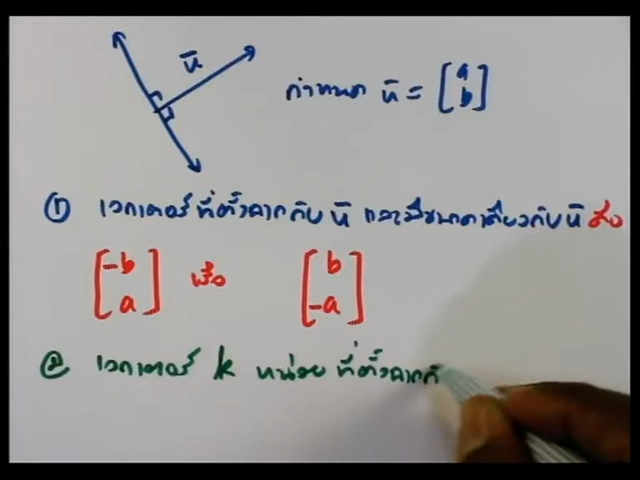 ū
กำหนด ū = [a b]
① เวกเตอร์ที่ตั้งฉากกับ ū และมีขนาดเดียวกับ ū คือ
[-b a] หรือ [b -a]
② เวกเตอร์ k หน่วย ที่ตั้งฉากกั